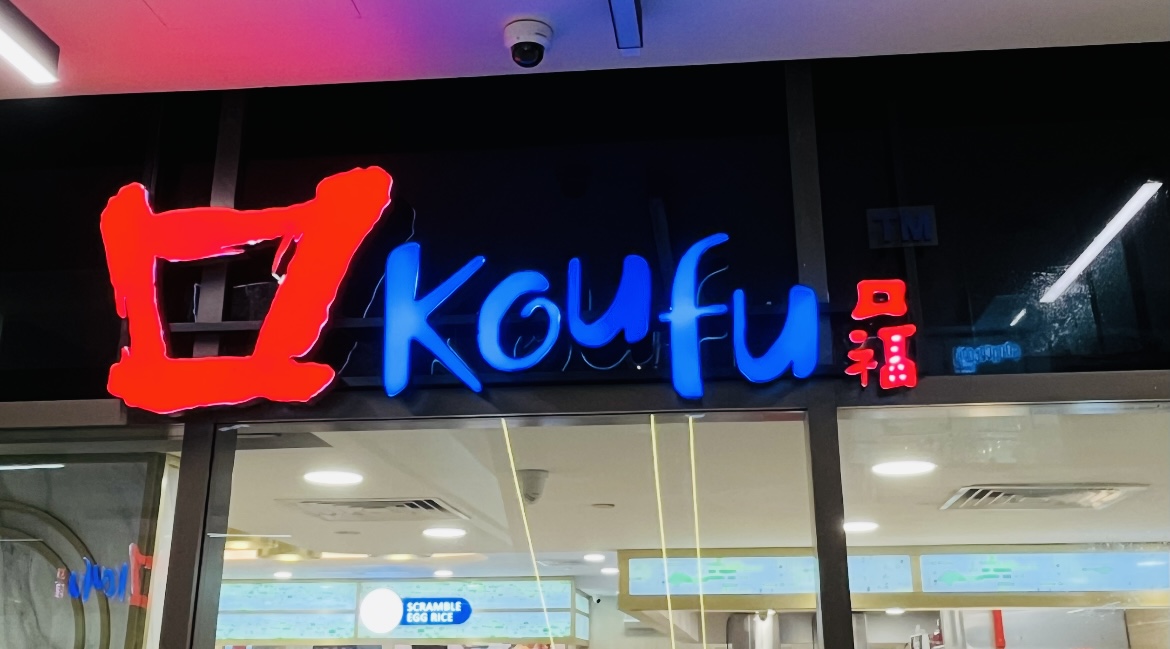 口 Koufu 口福
TM
SCRAMBLE
EGG RICE